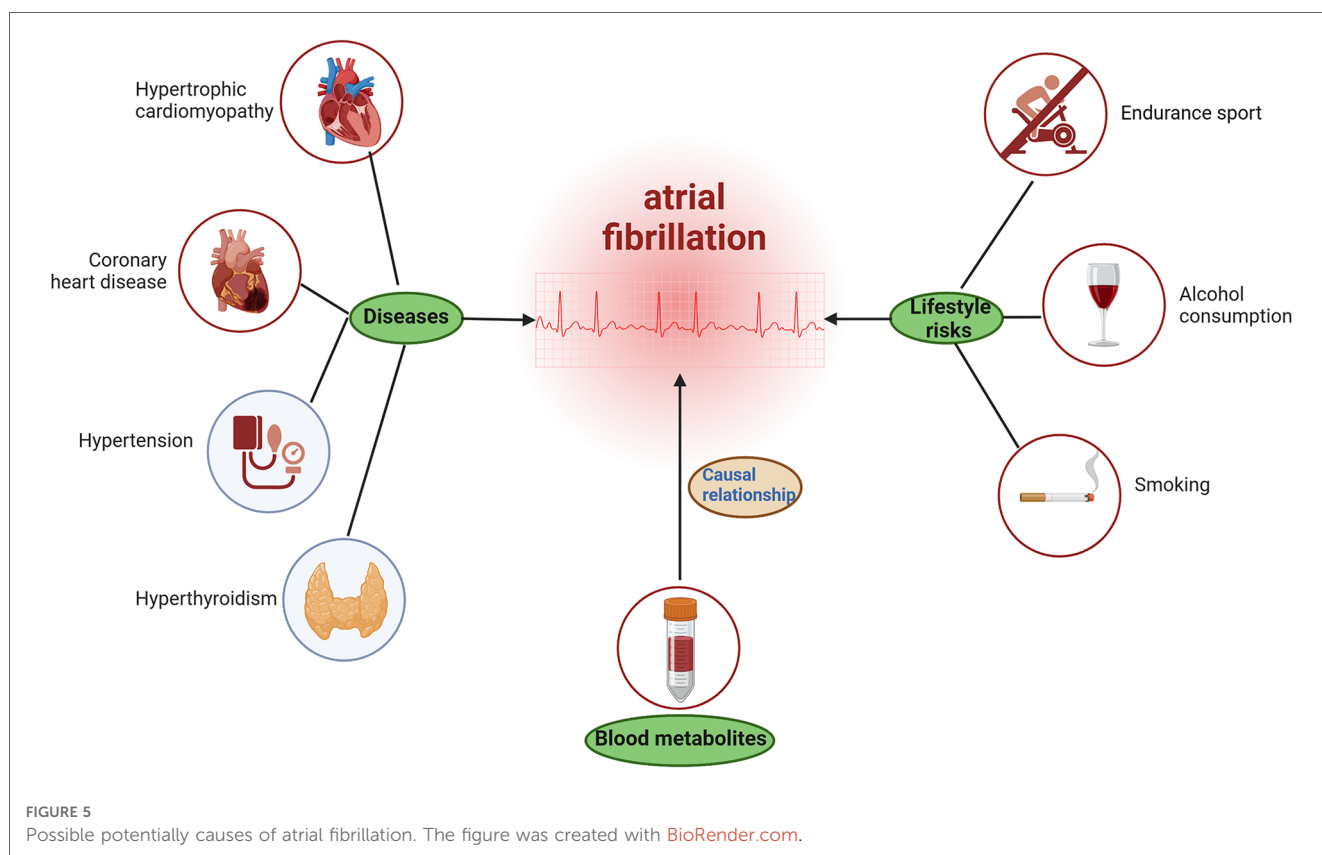 Hypertrophic
cardiomyopathy
Coronary
heart disease
Hypertension
Hyperthyroidism
Diseases
atrial
fibrillation
Causal
relationship
Blood metabolites
Lifestyle
risks
Endurance sport
Alcohol
consumption
Smoking
FIGURE 5
Possible potentially causes of atrial fibrillation. The figure was created with BioRender.com.